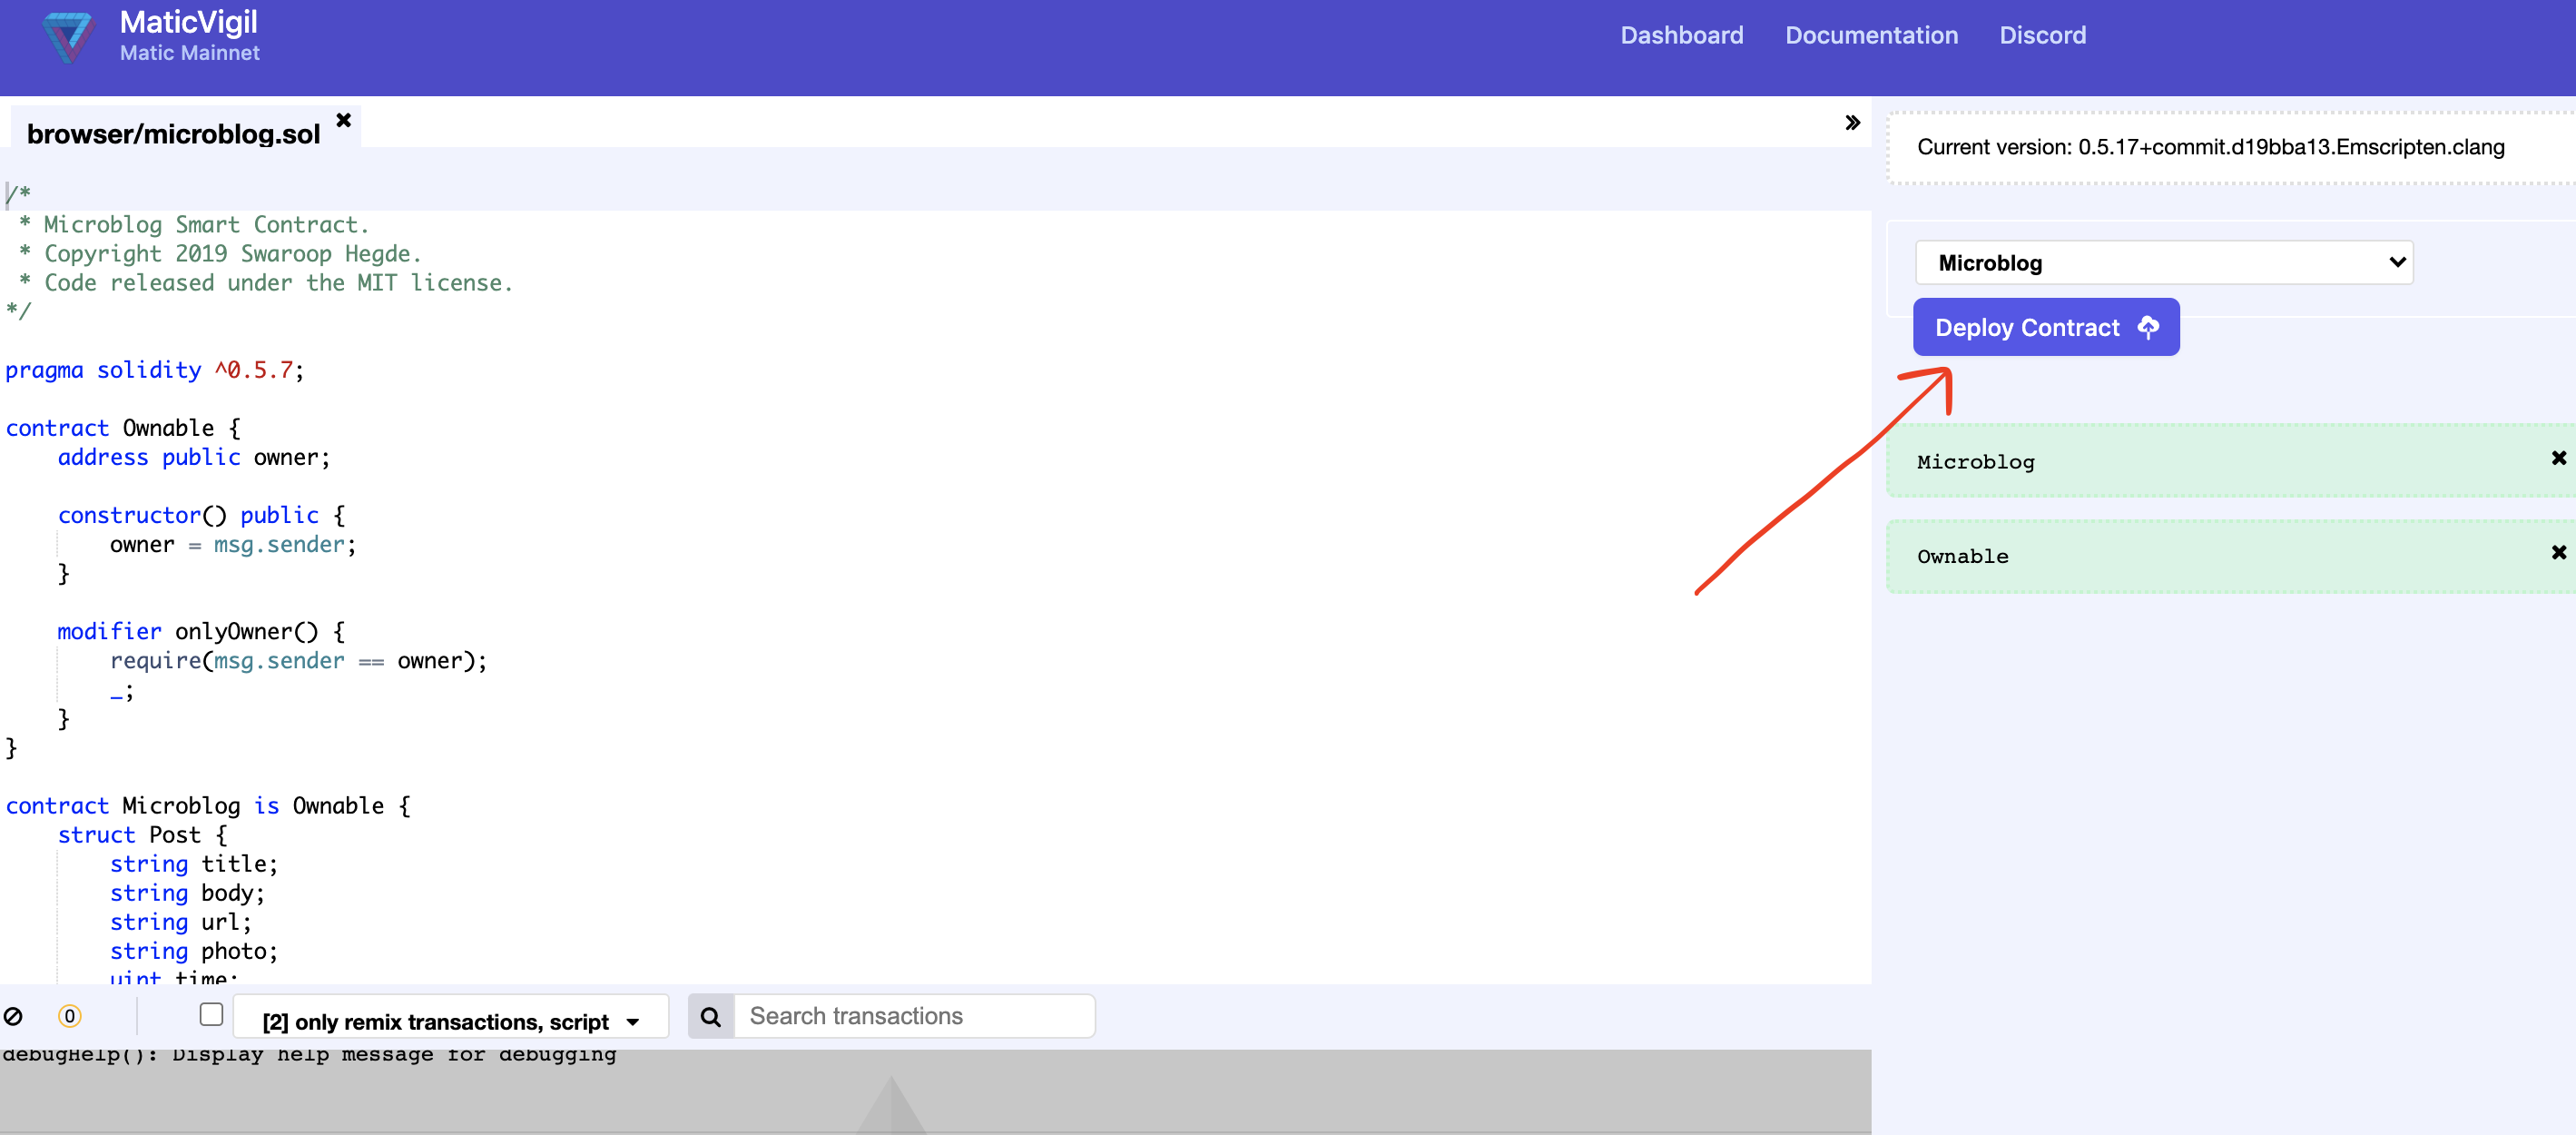 MaticVigil
Matic Mainnet
Dashboard Documentation Discord
browser/microblog.sol
/*
* Microblog Smart Contract.
* Copyright 2019 Swaroop Hegde.
* Code released under the MIT license.
*/
pragma solidity ^0.5.7;
contract Ownable {
address public owner;
constructor() public {
owner = msg.sender;
}
modifier onlyOwner() {
require(msg.sender == owner);
_;
}
}
contract Microblog is Ownable {
struct Post {
string title;
string body;
string url;
string photo;
uint time;
0
[2] only remix transactions, script
Search transactions
debugHelp(): Display help message for debugging
Current version: 0.5.17+commit.d19bba13.Emscripten.clang
Microblog
Deploy Contract
Microblog
Ownable